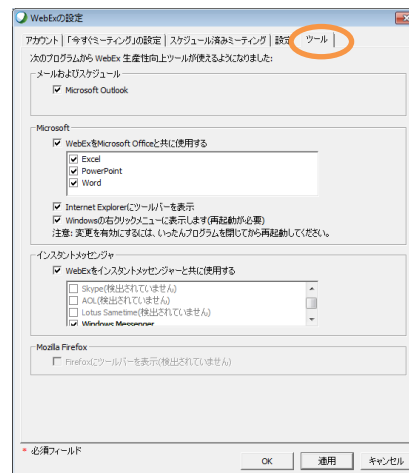 WebExの設定
アカウント | 「今すぐミーティング」の設定 | スケジュール済みミーティング | 設定 ツール
次のプログラムから WebEx 生産性向上ツールが使えるようになりました:
メールおよびスケジュール
Microsoft Outlook
Microsoft
WebExをMicrosoft Officeと共に使用する
Excel
PowerPoint
Word
Internet Explorerにツールバーを表示
Windowsの右クリックメニューに表示します(再起動が必要)
注意: 変更を有効にするには、いったんプログラムを閉じてから再起動してください。
インスタントメッセンジャ
WebExをインスタントメッセンジャーと共に使用する
Skype(検出されていません)
AOL(検出されていません)
Lotus Sametime(検出されていません)
Windows Messenger
Mozilla Firefox
Firefoxにツールバーを表示(検出されていません)
* 必須フィールド
OK 適用 キャンセル